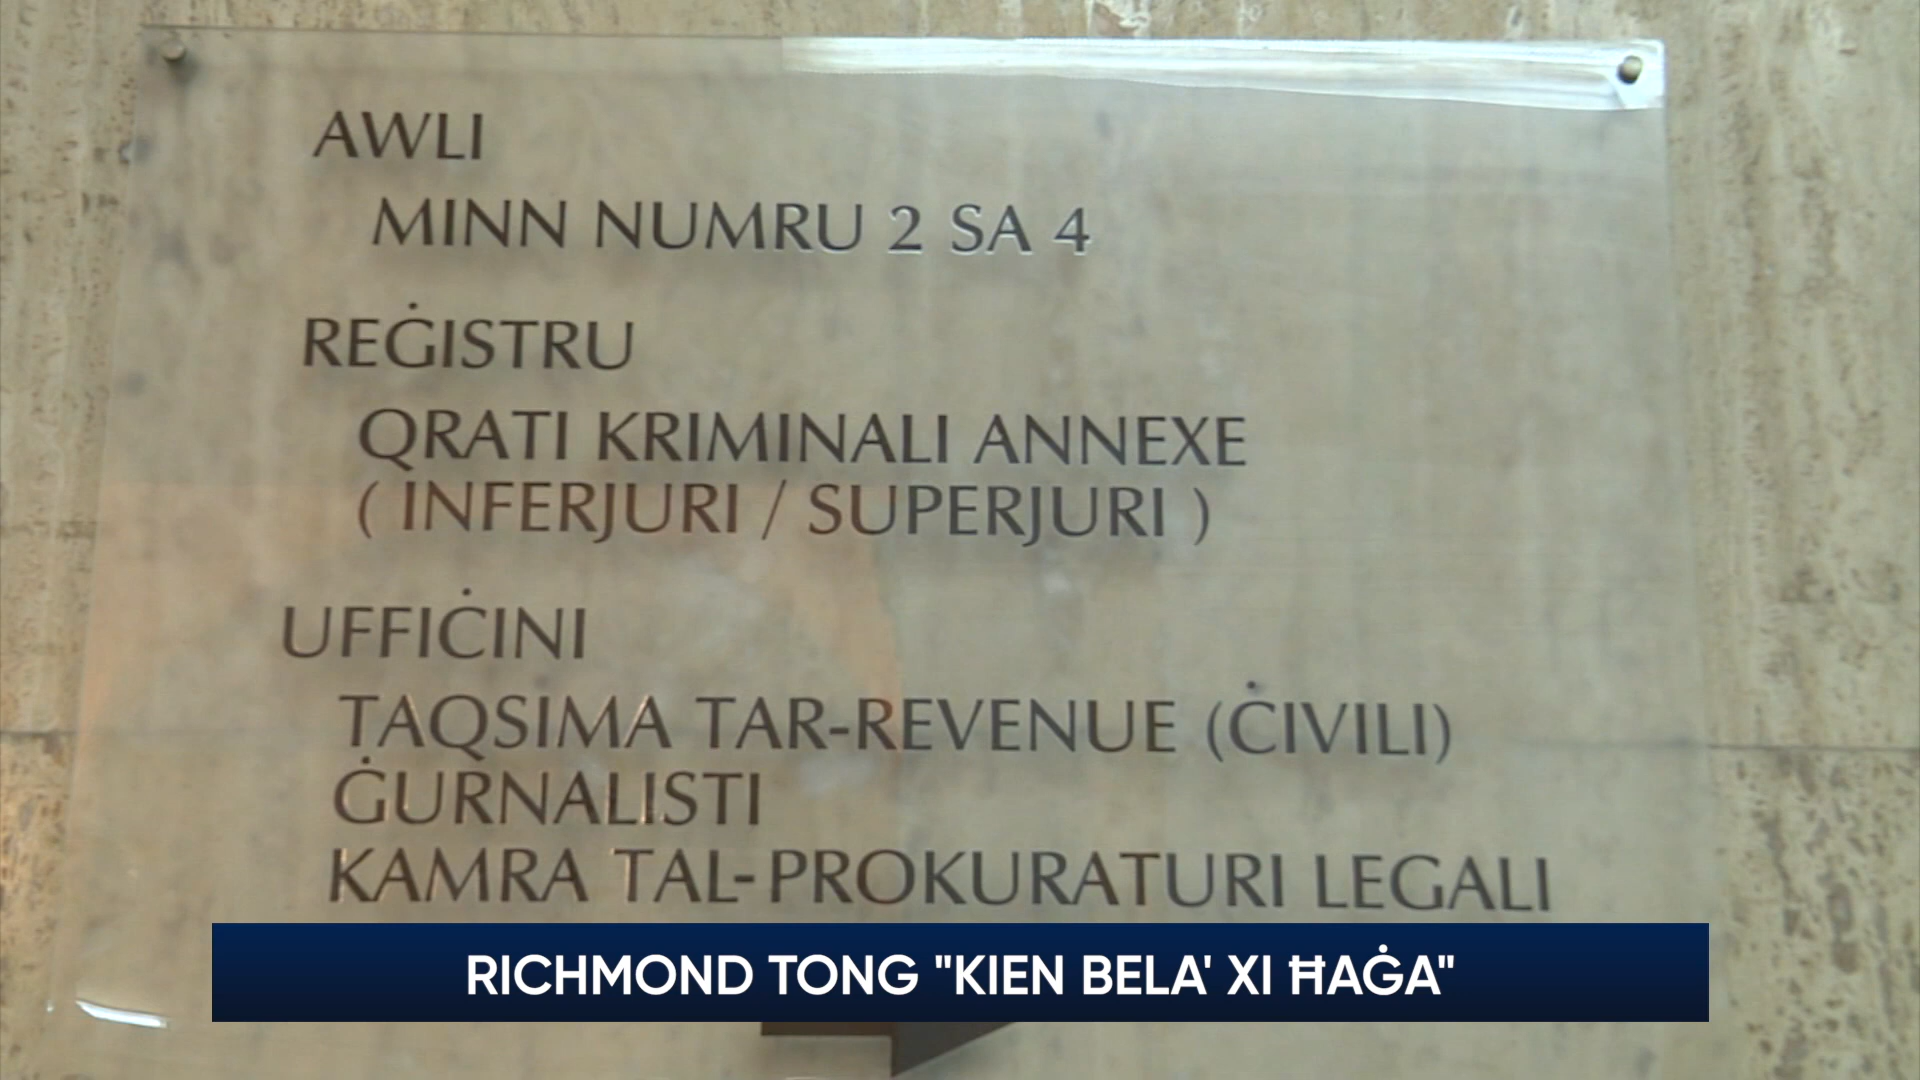 AWLI
MINN NUMRU 2 SA 4
REĠISTRU
QRATI KRIMINALI ANNEXE
( INFERJURI / SUPERJURI )
UFFIĊINI
TAQSIMA TAR-REVENUE (ĊIVILI)
ĠURNALISTI
KAMRA TAL-PROKURATURI LEGALI
RICHMOND TONG "KIEN BELA' XI ĦAĠA"